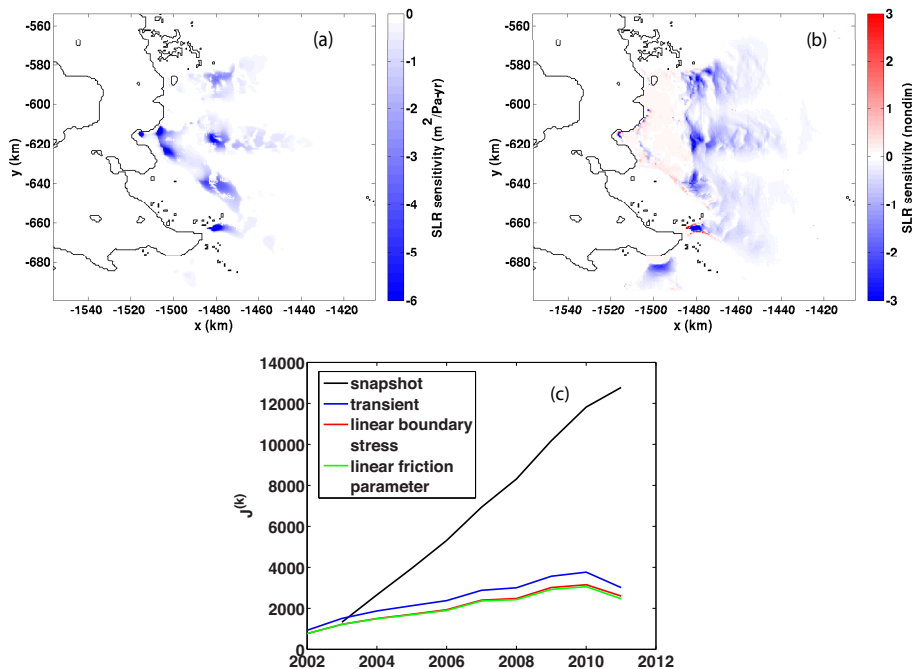 (a)
-560
-580
-600
-620
-640
-660
-680
y (km)
-1540 -1520 -1500 -1480 -1460 -1440 -1420
x (km)
0
-1
-2
-3
-4
-5
-6
SLR sensitivity (m²/Pa-yr)
(b)
-560
-580
-600
-620
-640
-660
-680
y (km)
-1540 -1520 -1500 -1480 -1460 -1440 -1420
x (km)
3
2
1
0
-1
-2
-3
SLR sensitivity (nondim)
14000
12000
10000
8000
6000
4000
2000
0
J(k)
snapshot
transient
linear boundary
stress
linear friction
parameter
(c)
2002 2004 2006 2008 2010 2012